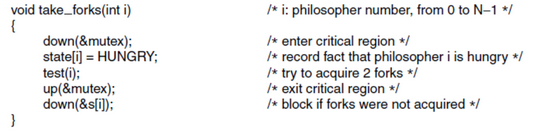 void take_forks(int i) /* i: philosopher number, from 0 to N–1 */
{
down(&mutex); /* enter critical region */
state[i] = HUNGRY; /* record fact that philosopher i is hungry */
test(i); /* try to acquire 2 forks */
up(&mutex); /* exit critical region */
down(&s[i]); /* block if forks were not acquired */
}